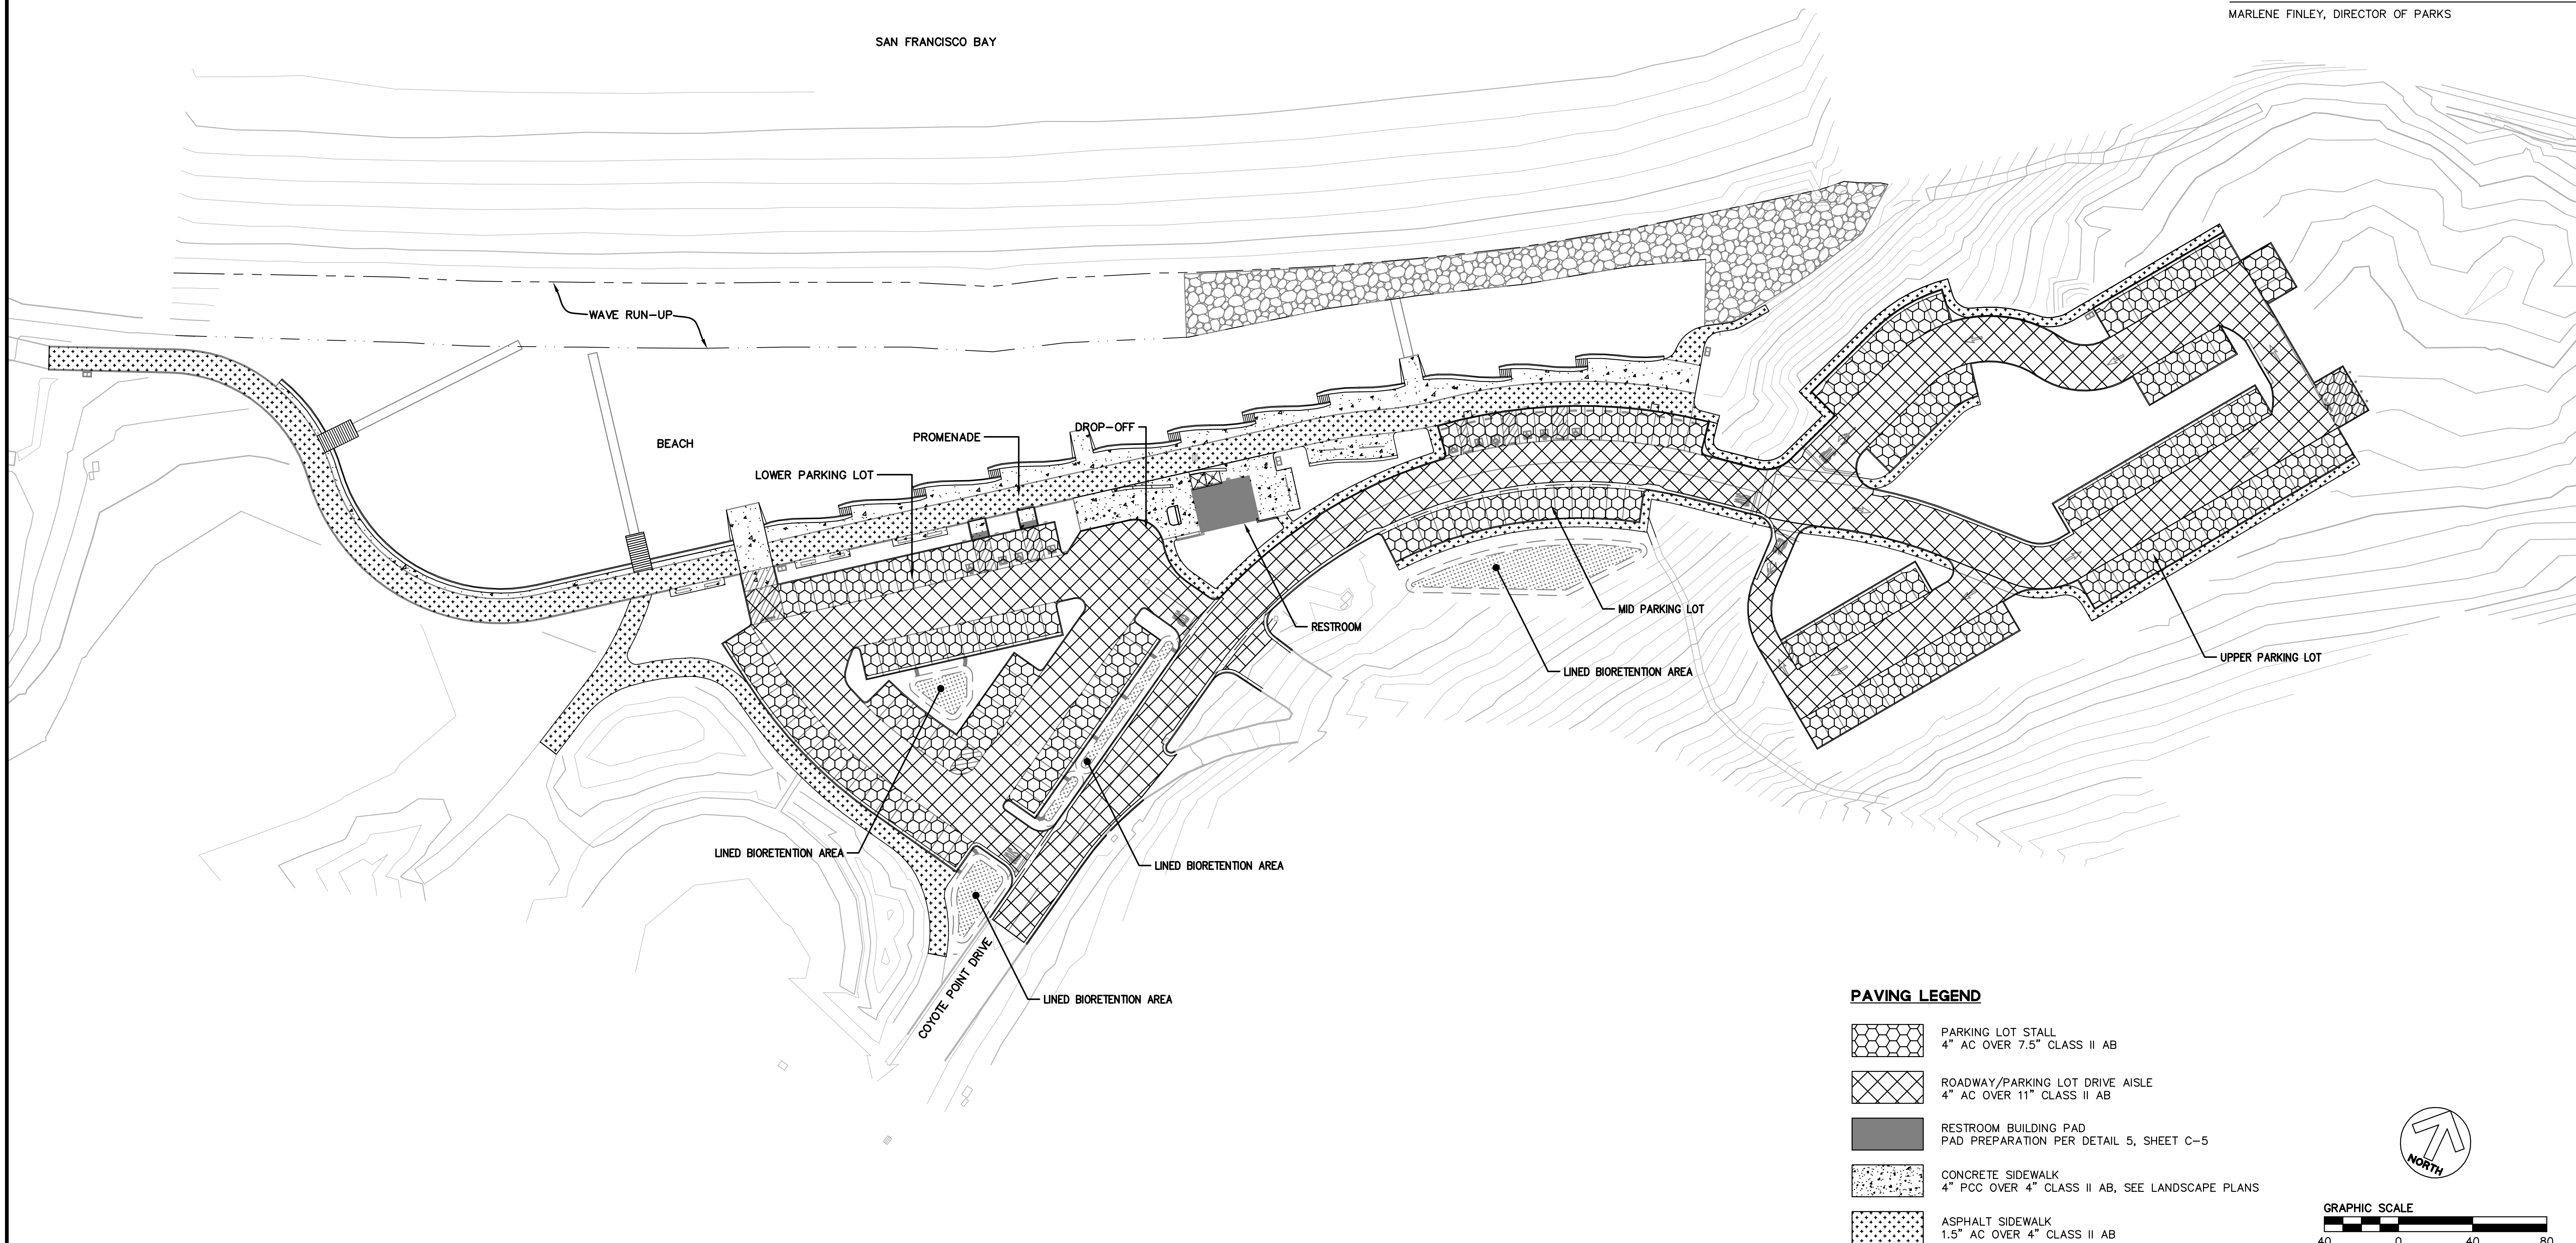 MARLENE FINLEY, DIRECTOR OF PARKS
SAN FRANCISCO BAY
WAVE RUN-UP
BEACH
PROMENADE
DROP-OFF
LOWER PARKING LOT
MID PARKING LOT
RESTROOM
LINED BIORETENTION AREA
UPPER PARKING LOT
LINED BIORETENTION AREA
LINED BIORETENTION AREA
LINED BIORETENTION AREA
COYOTE POINT DRIVE
PAVING LEGEND
PARKING LOT STALL
4" AC OVER 7.5" CLASS II AB
ROADWAY/PARKING LOT DRIVE AISLE
4" AC OVER 11" CLASS II AB
RESTROOM BUILDING PAD
PAD PREPARATION PER DETAIL 5, SHEET C-5
CONCRETE SIDEWALK
4" PCC OVER 4" CLASS II AB, SEE LANDSCAPE PLANS
ASPHALT SIDEWALK
1.5" AC OVER 4" CLASS II AB
NORTH
GRAPHIC SCALE
40 0 40 80